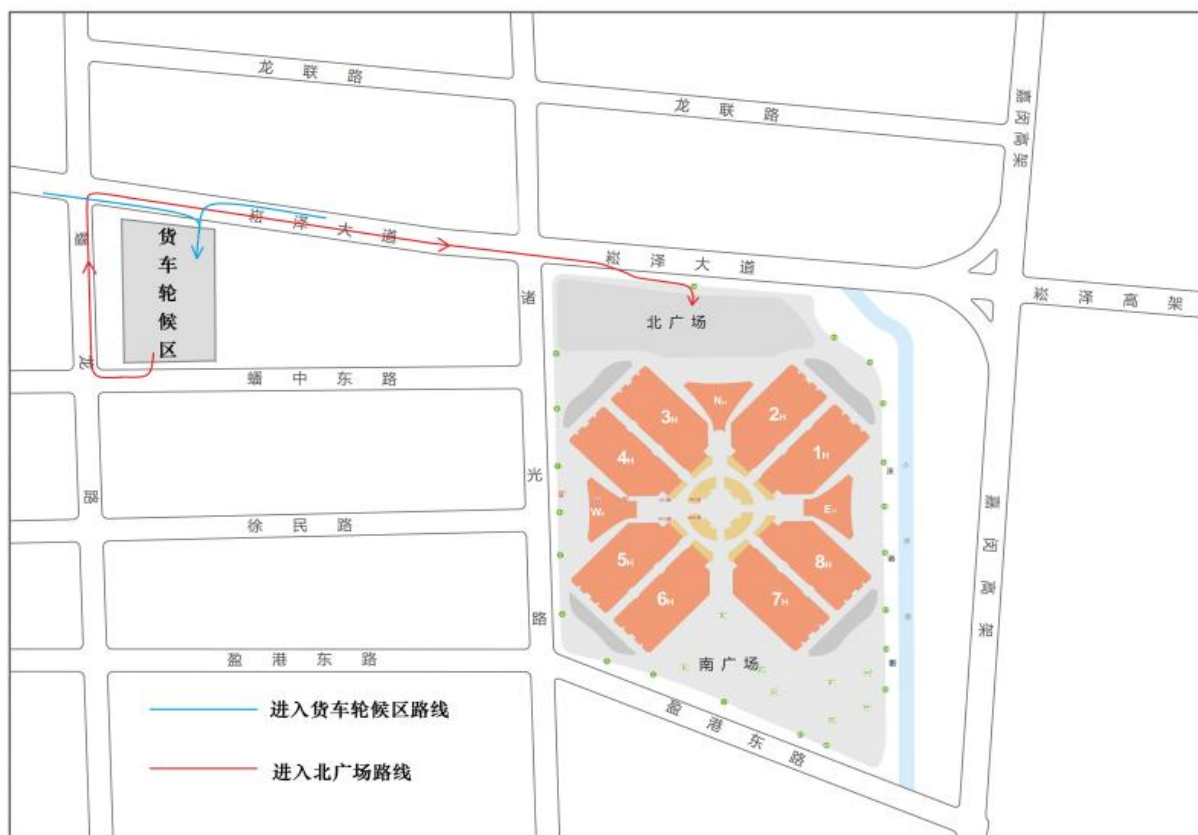 龙联路
龙联路
嘉闵高架
崧泽大道
崧泽大道
崧泽高架
货车轮候区
蟠龙路
诸光路
北广场
蟠中东路
3H
NH
2H
4H
1H
W
E
徐民路
5H
8H
6H
7H
嘉闵高架
盈港东路
南广场
盈港东路
进入货车轮候区路线
进入北广场路线